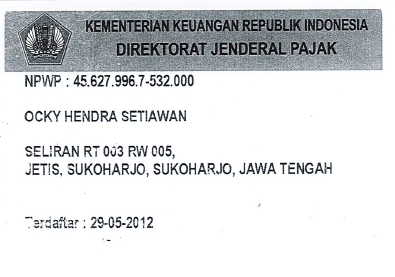 KEMENTERIAN KEUANGAN REPUBLIK INDONESIA
DIREKTORAT JENDERAL PAJAK
NPWP : 45.627.996.7-532.000
OCKY HENDRA SETIAWAN
SELIRAN RT 003 RW 005,
JETIS, SUKOHARJO, SUKOHARJO, JAWA TENGAH
Terdaftar : 29-05-2012